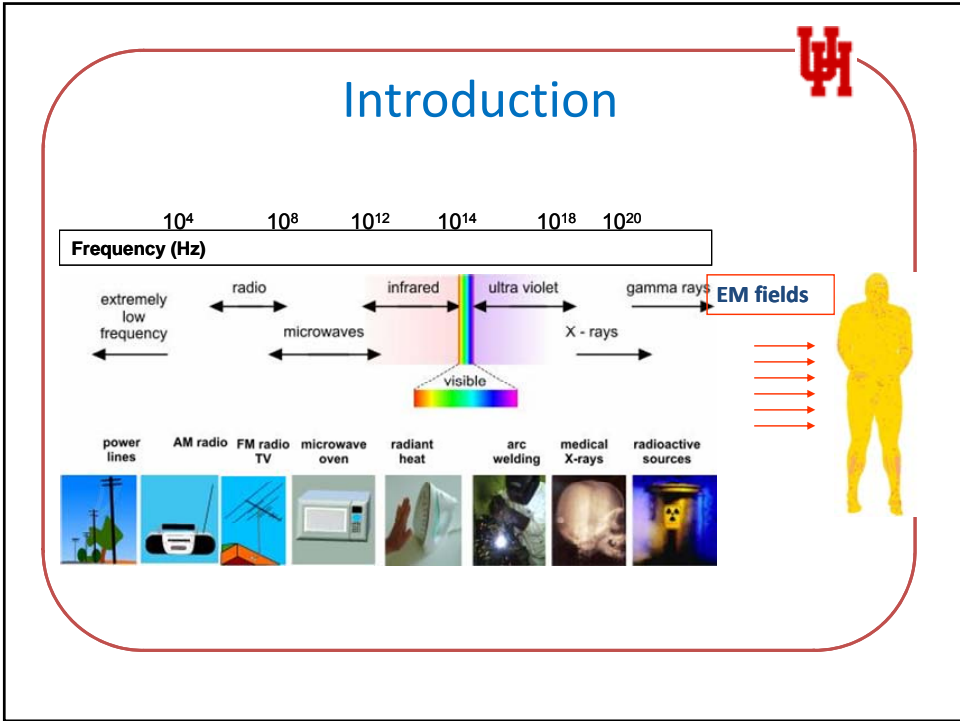 UH
Introduction
10⁴ 10⁸ 10¹² 10¹⁴ 10¹⁸ 10²⁰
Frequency (Hz)
extremely
low
frequency
radio
microwaves
infrared
visible
ultra violet
X - rays
gamma rays
EM fields
power
lines
AM radio
FM radio
TV
microwave
oven
radiant
heat
arc
welding
medical
X-rays
radioactive
sources